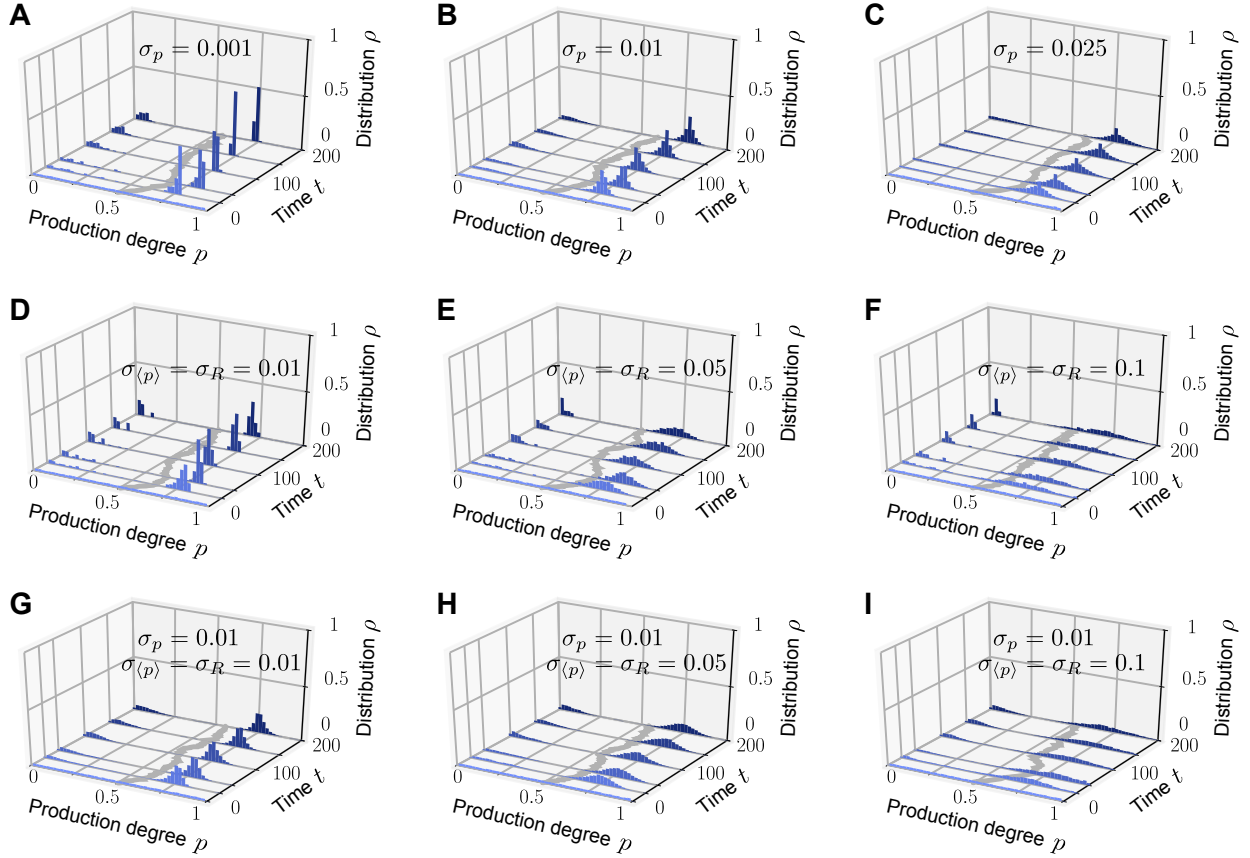 A
σ_p = 0.001
1
0.5
0
Distribution ρ
200
100
0
Time t
0
0.5
1
Production degree p
B
σ_p = 0.01
1
0.5
0
Distribution ρ
200
100
0
Time t
0
0.5
1
Production degree p
C
σ_p = 0.025
1
0.5
0
Distribution ρ
200
100
0
Time t
0
0.5
1
Production degree p
D
σ_⟨p⟩ = σ_R = 0.01
1
0.5
0
Distribution ρ
200
100
0
Time t
0
0.5
1
Production degree p
E
σ_⟨p⟩ = σ_R = 0.05
1
0.5
0
Distribution ρ
200
100
0
Time t
0
0.5
1
Production degree p
F
σ_⟨p⟩ = σ_R = 0.1
1
0.5
0
Distribution ρ
200
100
0
Time t
0
0.5
1
Production degree p
G
σ_p = 0.01
σ_⟨p⟩ = σ_R = 0.01
1
0.5
0
Distribution ρ
200
100
0
Time t
0
0.5
1
Production degree p
H
σ_p = 0.01
σ_⟨p⟩ = σ_R = 0.05
1
0.5
0
Distribution ρ
200
100
0
Time t
0
0.5
1
Production degree p
I
σ_p = 0.01
σ_⟨p⟩ = σ_R = 0.1
1
0.5
0
Distribution ρ
200
100
0
Time t
0
0.5
1
Production degree p